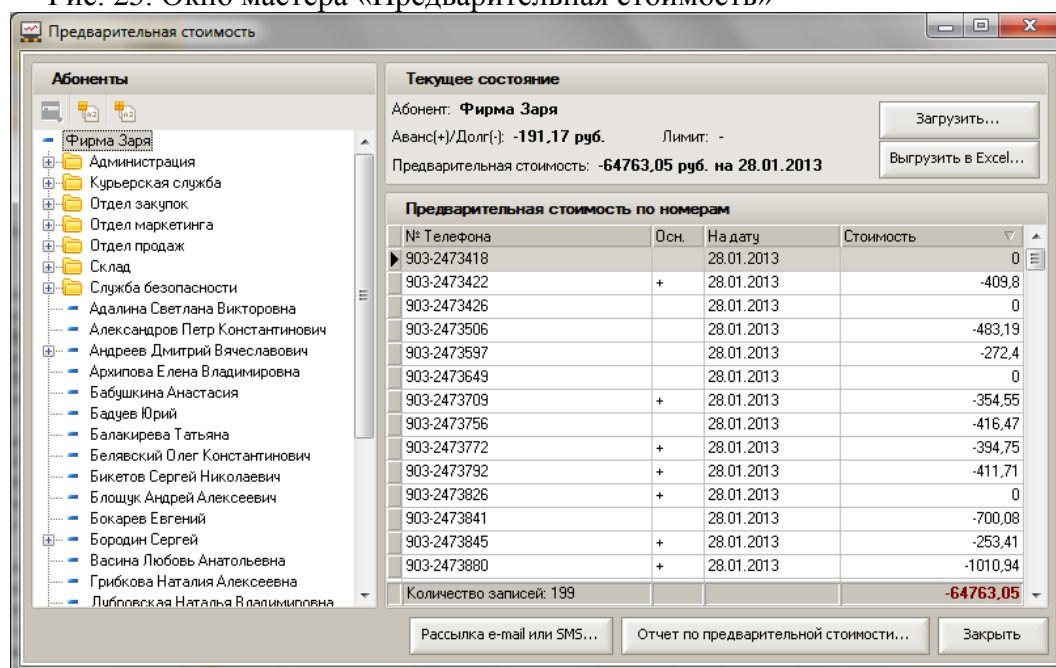 Рис. 25. Окно мастера «Предварительная стоимость»
Предварительная стоимость
Абоненты
Фирма Заря
Администрация
Курьерская служба
Отдел закупок
Отдел маркетинга
Отдел продаж
Склад
Служба безопасности
Адалина Светлана Викторовна
Александров Петр Константинович
Андреев Дмитрий Вячеславович
Архипова Елена Владимировна
Бабушкина Анастасия
Бадуев Юрий
Балакирева Татьяна
Белявский Олег Константинович
Бикетов Сергей Николаевич
Блощук Андрей Алексеевич
Бокарев Евгений
Бородин Сергей
Васина Любовь Анатольевна
Грибкова Наталия Алексеевна
Дубровская Наталья Владимировна
Текущее состояние
Абонент: Фирма Заря
Аванс(+)/Долг(-): -191,17 руб. Лимит: -
Предварительная стоимость: -64763,05 руб. на 28.01.2013
Загрузить...
Выгрузить в Excel...
Предварительная стоимость по номерам
№ Телефона Осн. На дату Стоимость
903-2473418 28.01.2013 0
903-2473422 + 28.01.2013 -409,8
903-2473426 28.01.2013 0
903-2473506 28.01.2013 -483,19
903-2473597 28.01.2013 -272,4
903-2473649 28.01.2013 0
903-2473709 + 28.01.2013 -354,55
903-2473756 28.01.2013 -416,47
903-2473772 + 28.01.2013 -394,75
903-2473792 + 28.01.2013 -411,71
903-2473826 + 28.01.2013 0
903-2473841 28.01.2013 -700,08
903-2473845 + 28.01.2013 -253,41
903-2473880 + 28.01.2013 -1010,94
Количество записей: 199 -64763,05
Рассылка e-mail или SMS... Отчет по предварительной стоимости... Закрыть